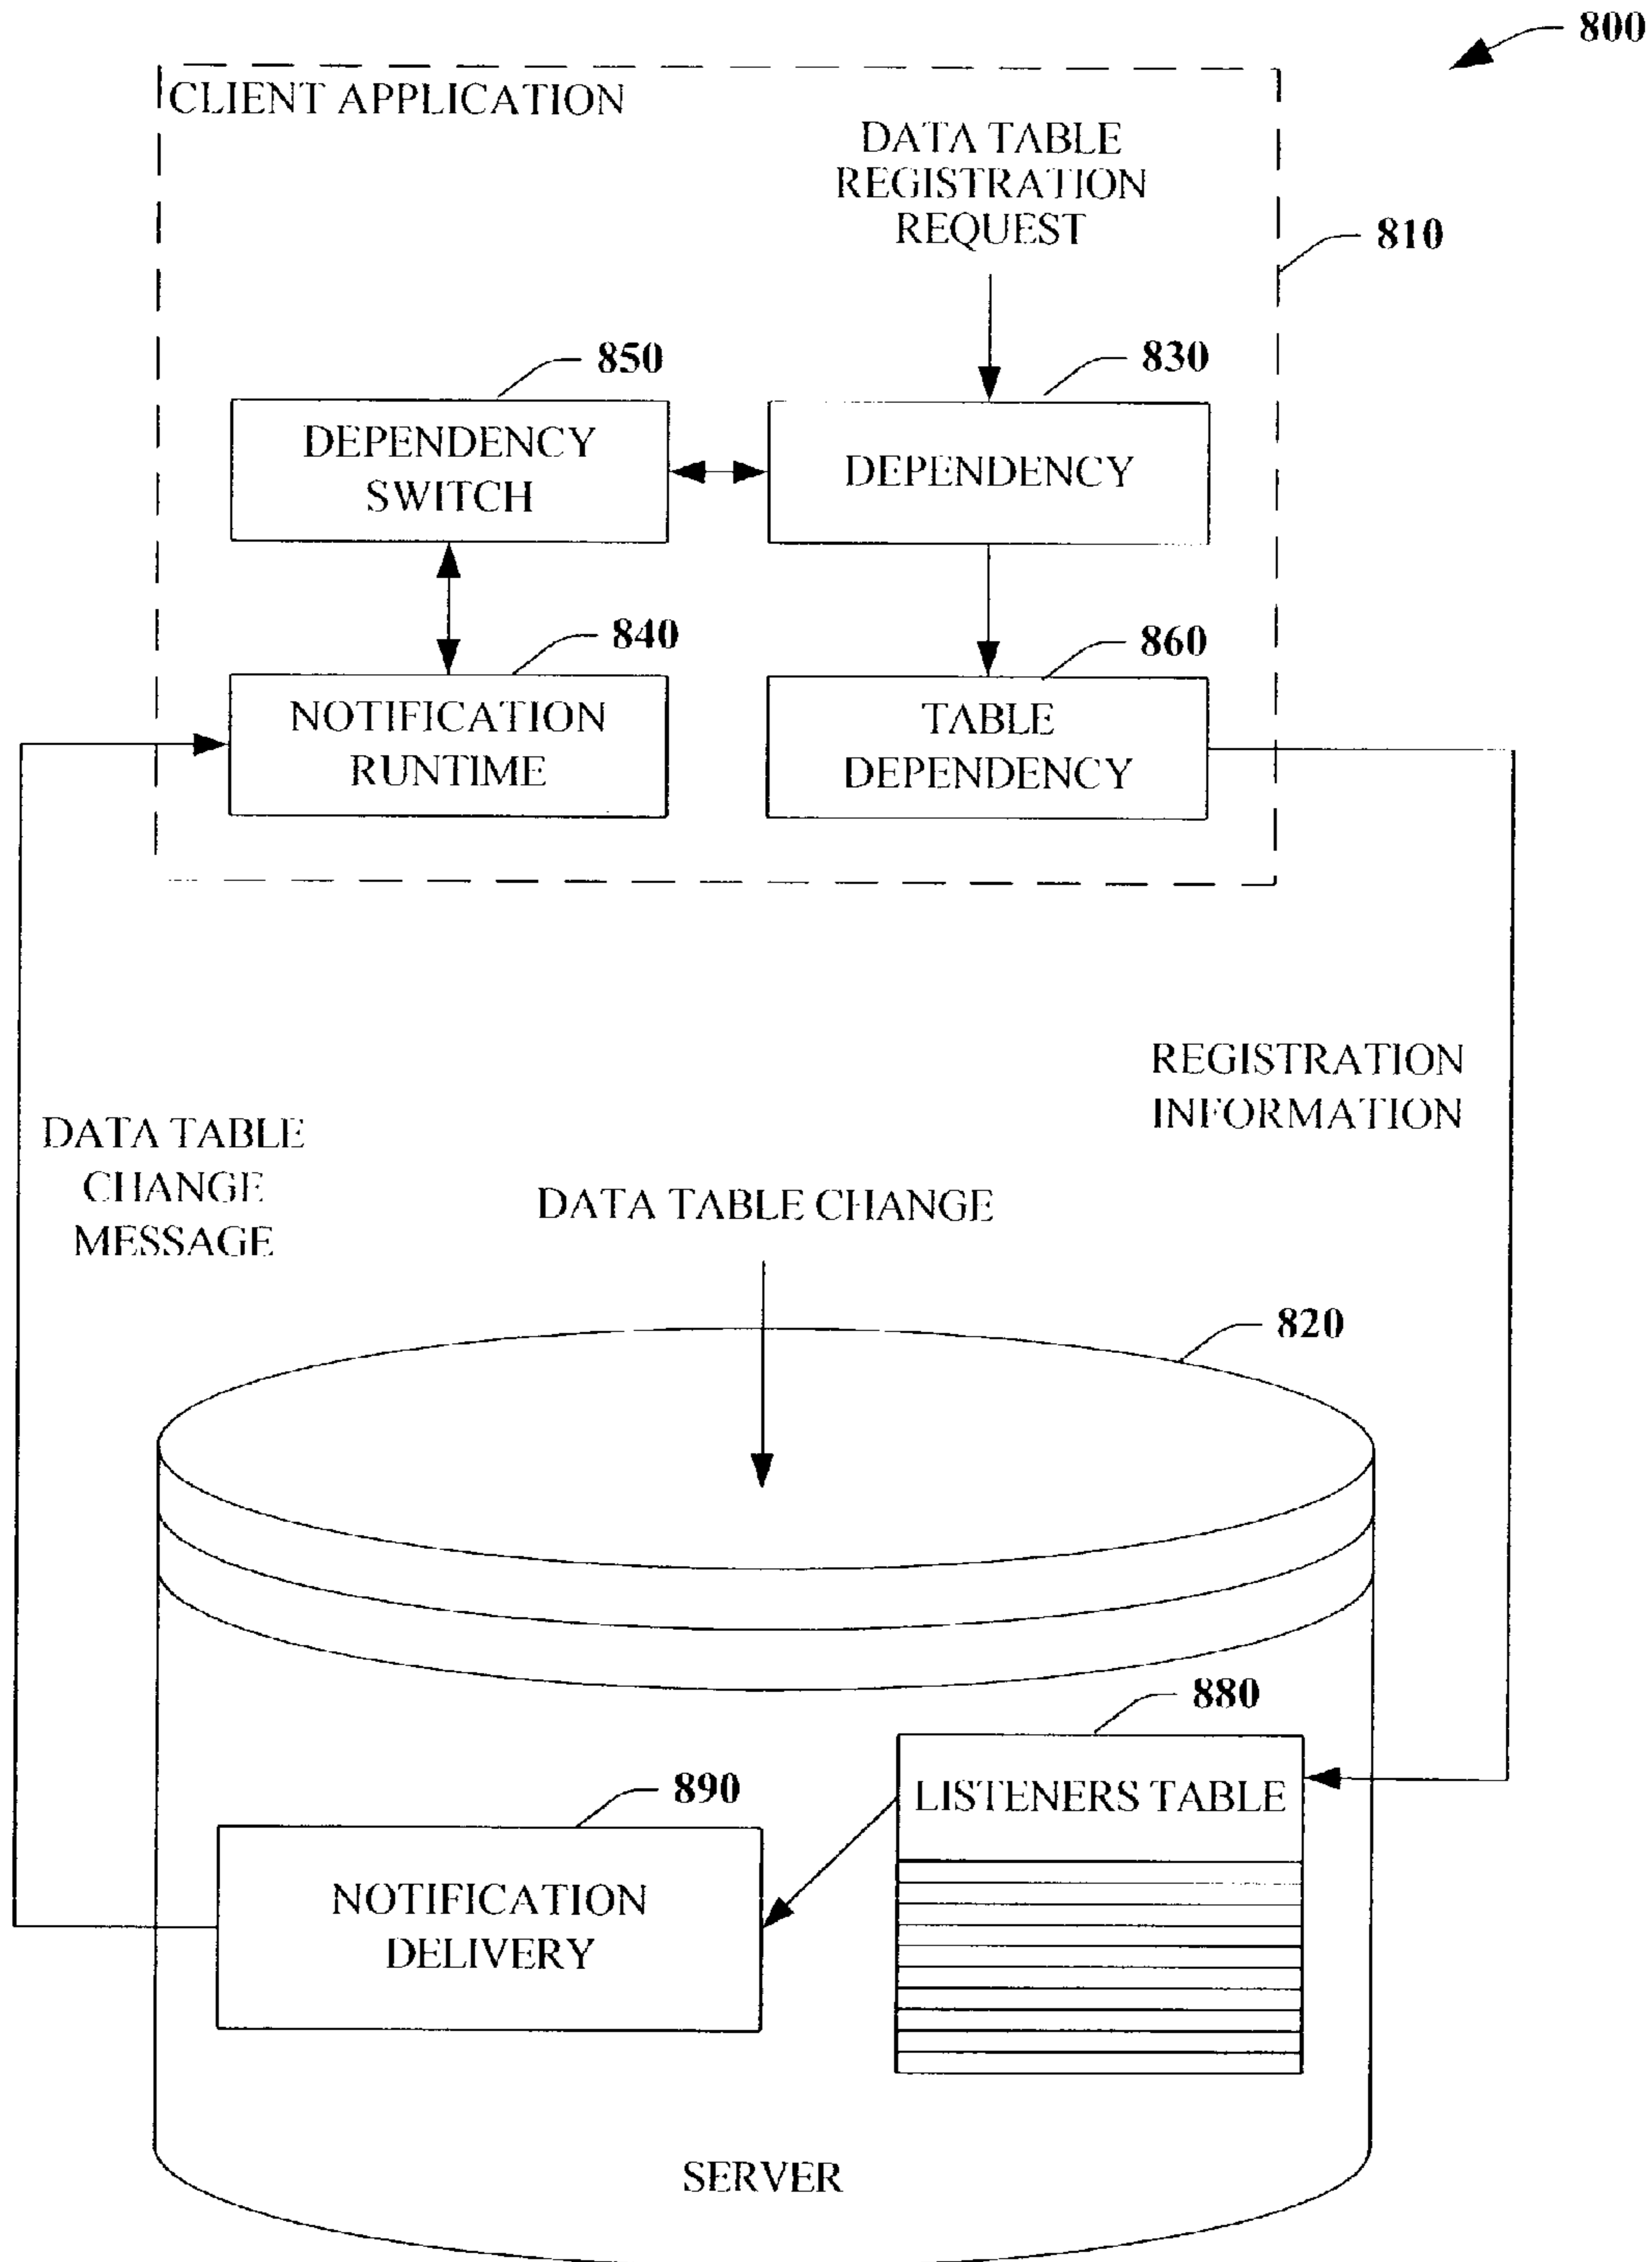 800
CLIENT APPLICATION
DATA TABLE
REGISTRATION
REQUEST
810
850
830
DEPENDENCY
SWITCH
DEPENDENCY
840
860
NOTIFICATION
RUNTIME
TABLE
DEPENDENCY
REGISTRATION
INFORMATION
DATA TABLE
CHANGE
MESSAGE
DATA TABLE CHANGE
820
880
LISTENERS TABLE
890
NOTIFICATION
DELIVERY
SERVER